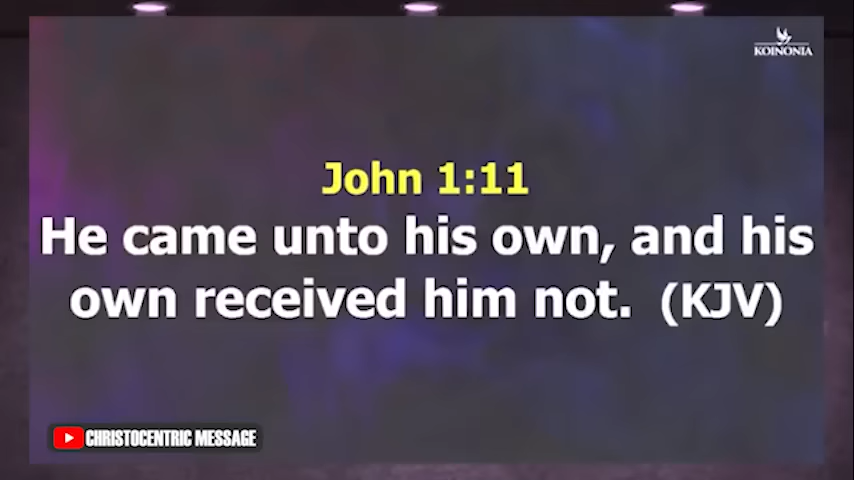 KOINONIA
John 1:11
He came unto his own, and his
own received him not. (KJV)
CHRISTOCENTRIC MESSAGE